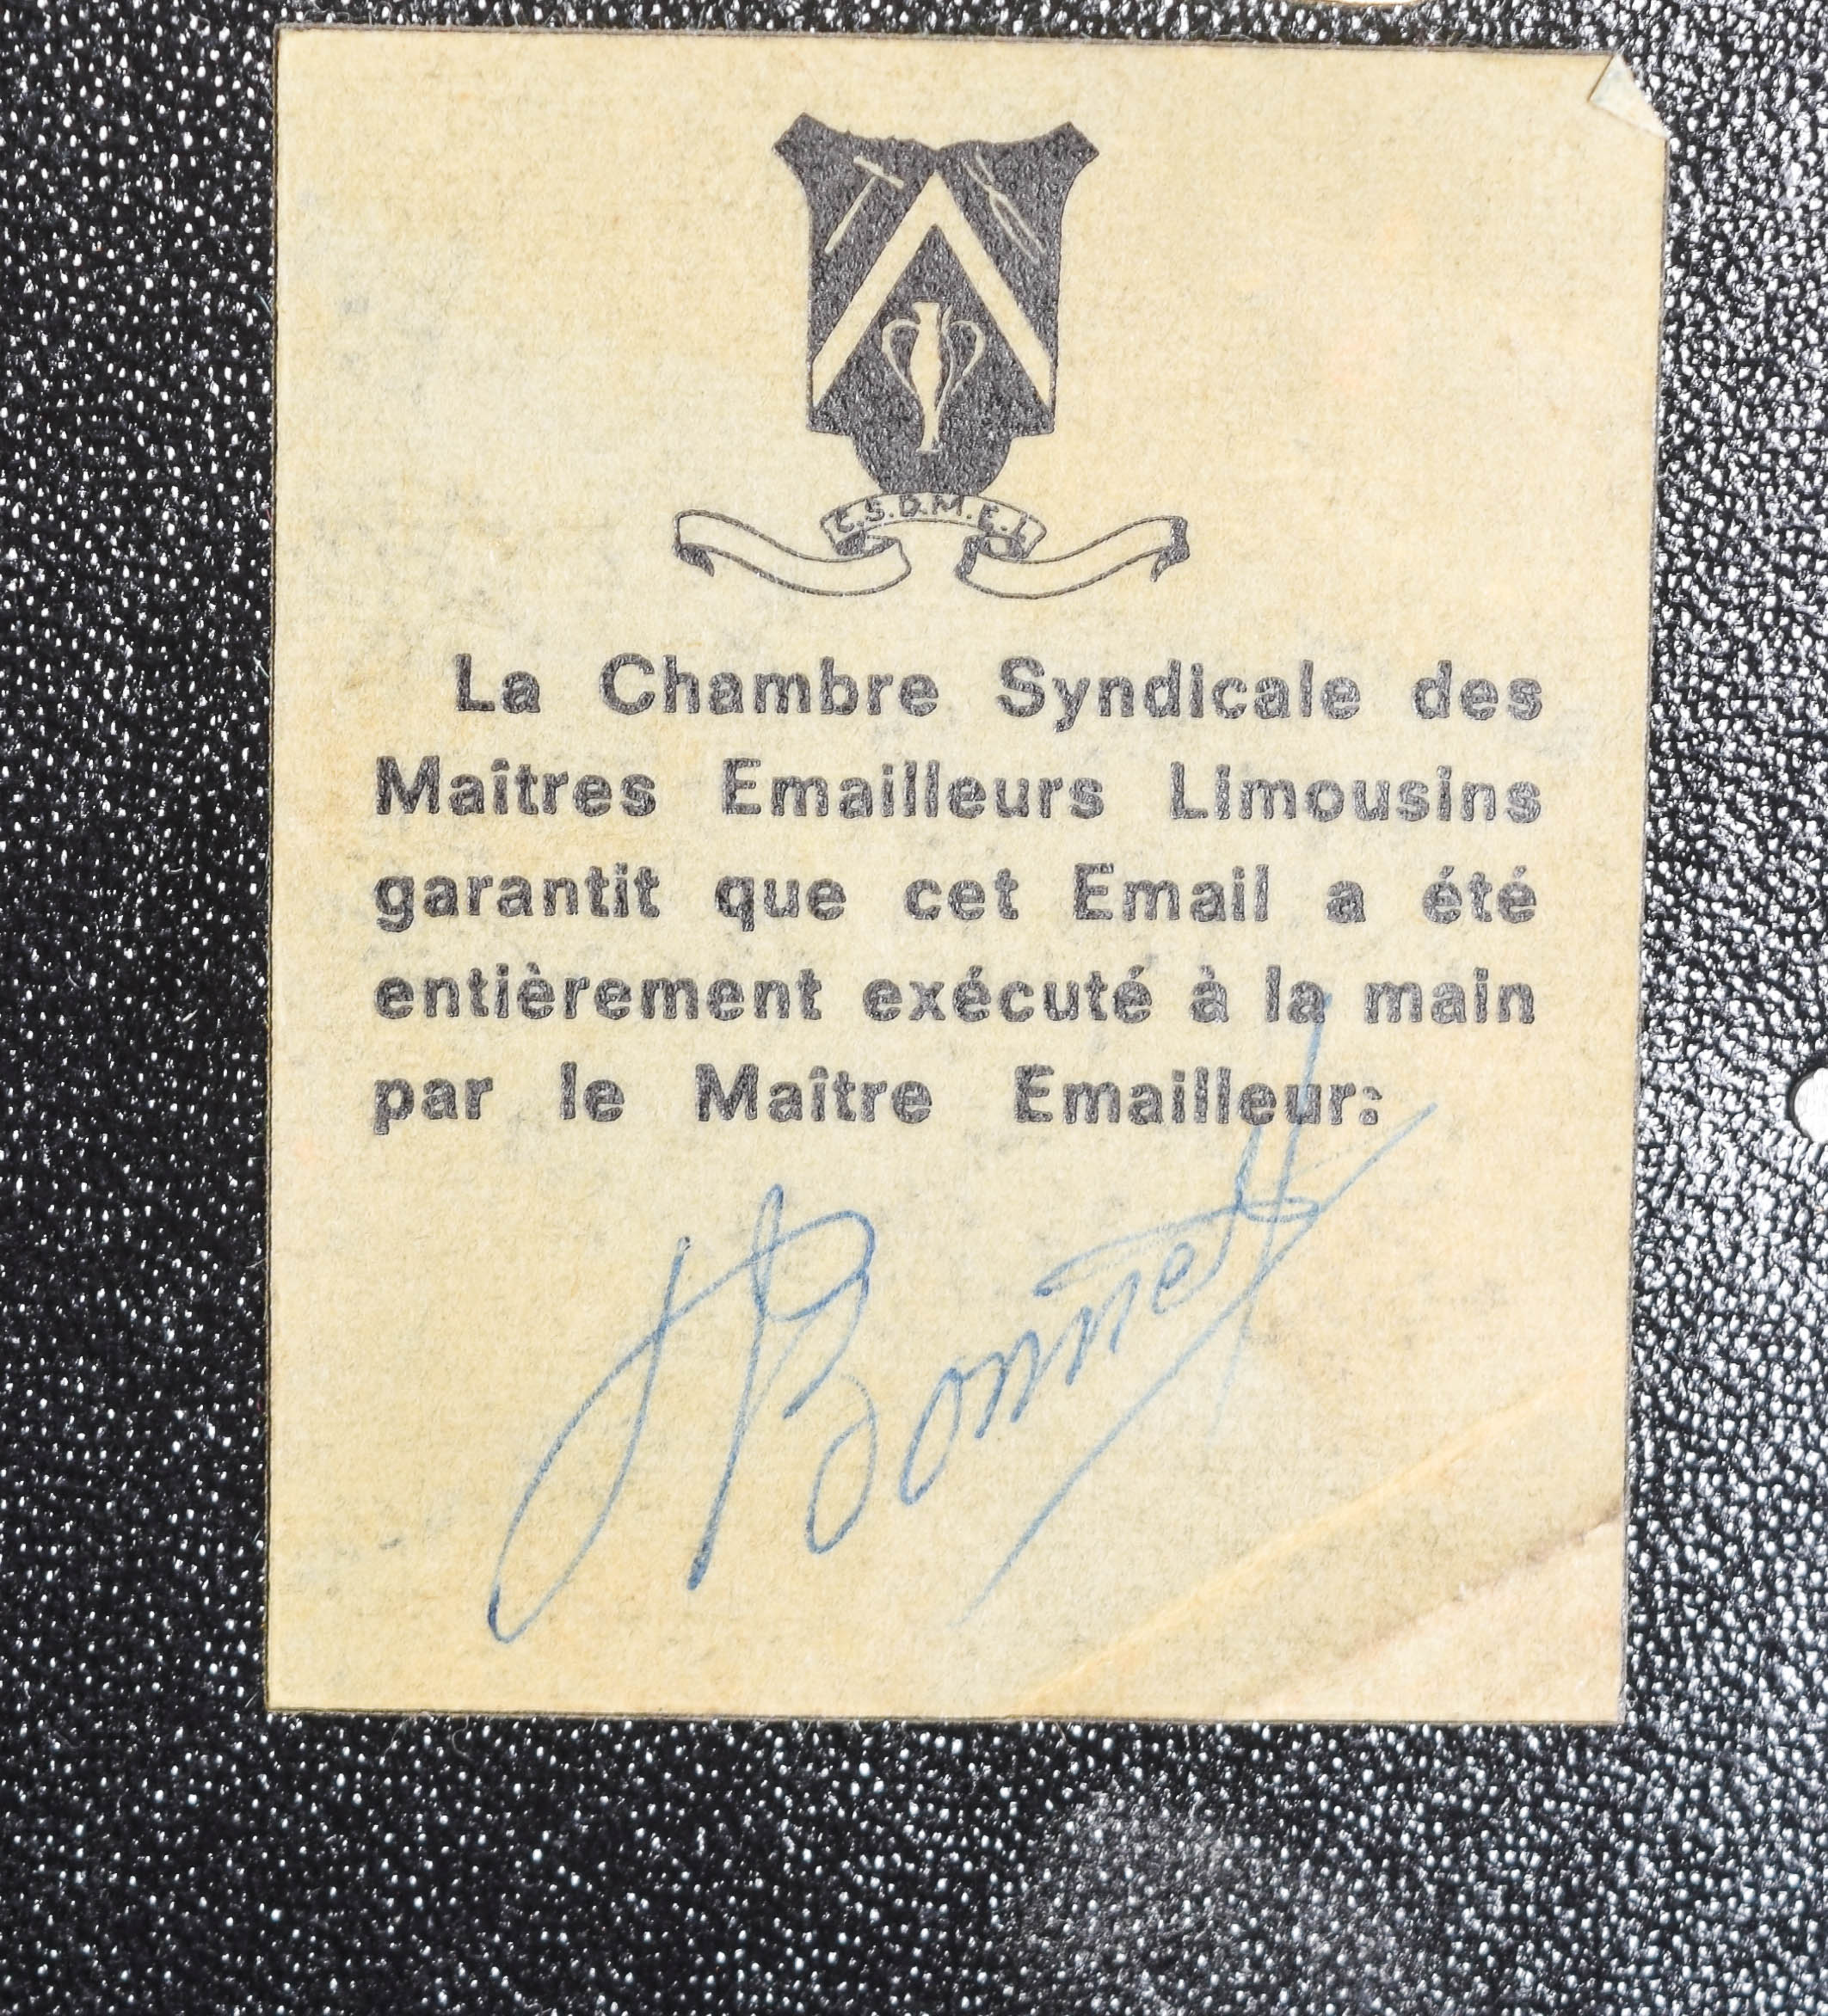 C.S.D.M.E.L
La Chambre Syndicale des
Maîtres Emailleurs Limousins
garantit que cet Email a été
entièrement exécuté à la main
par le Maître Emailleur:
Bonnet